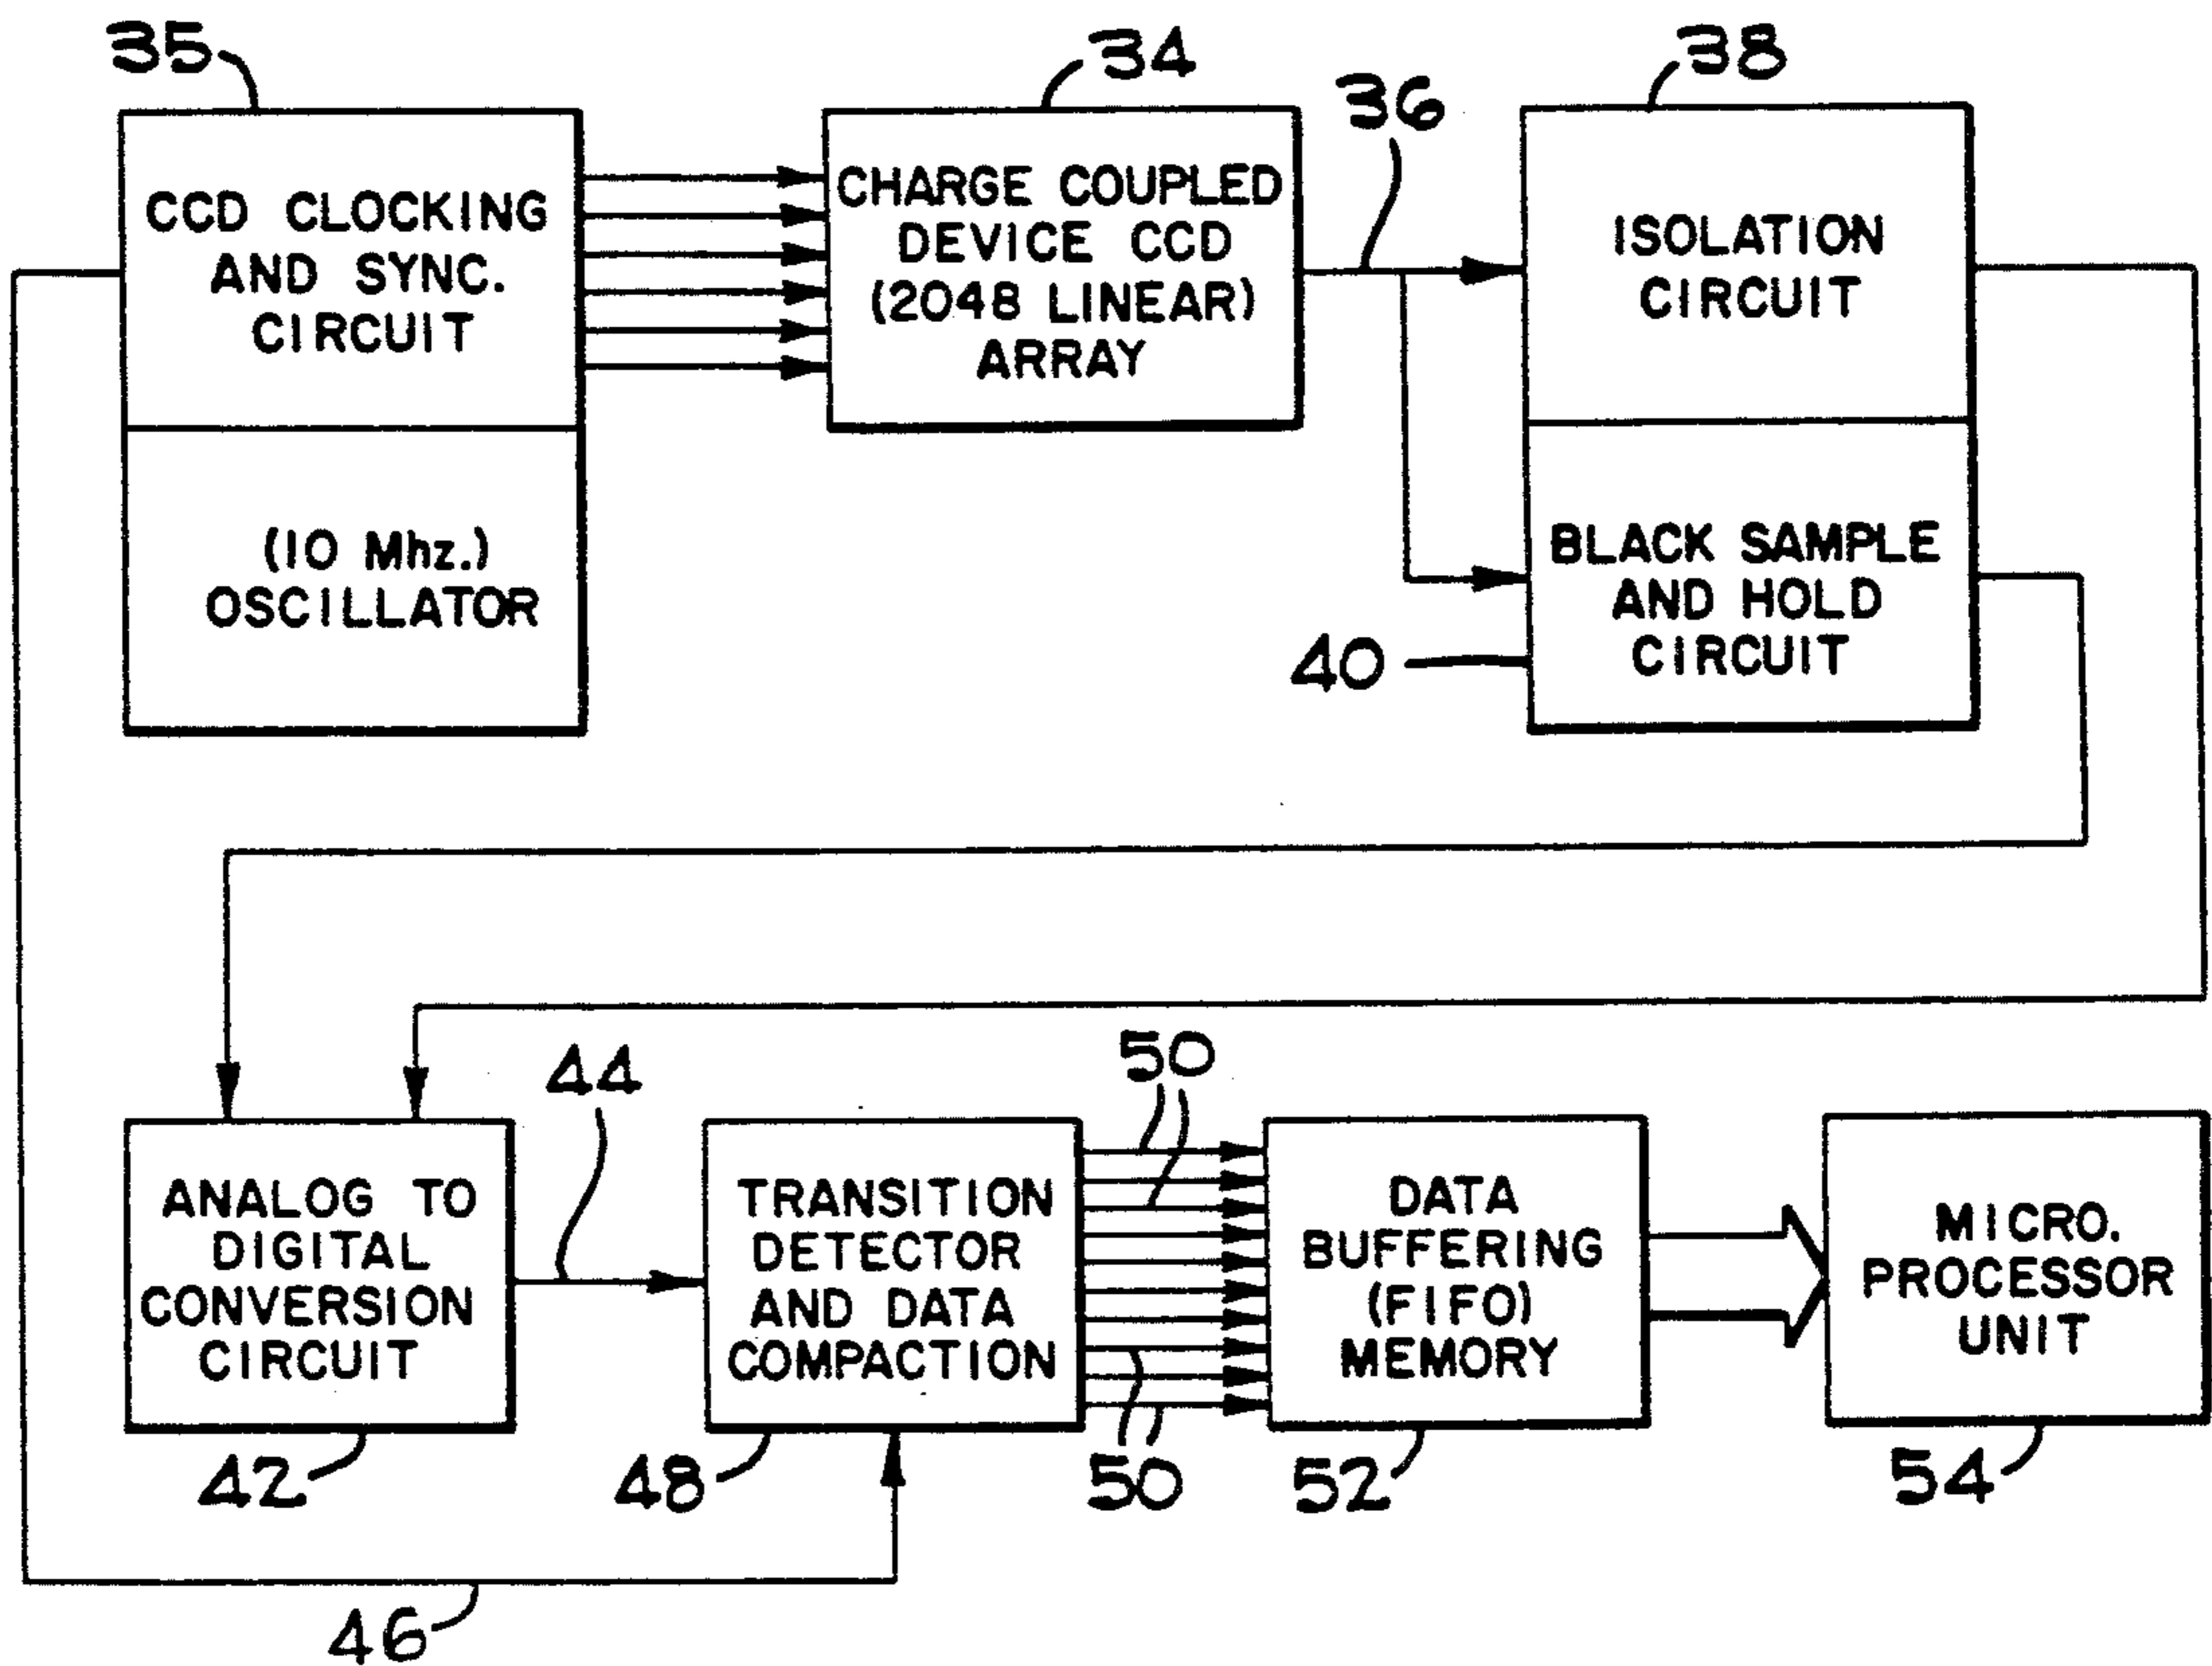 35
34
36
38
CCD CLOCKING
AND SYNC.
CIRCUIT
(10 Mhz.)
OSCILLATOR
CHARGE COUPLED
DEVICE CCD
(2048 LINEAR)
ARRAY
ISOLATION
CIRCUIT
BLACK SAMPLE
AND HOLD
CIRCUIT
40
44
50
ANALOG TO
DIGITAL
CONVERSION
CIRCUIT
TRANSITION
DETECTOR
AND DATA
COMPACTION
DATA
BUFFERING
(FIFO)
MEMORY
MICRO.
PROCESSOR
UNIT
42
48
50
52
54
46